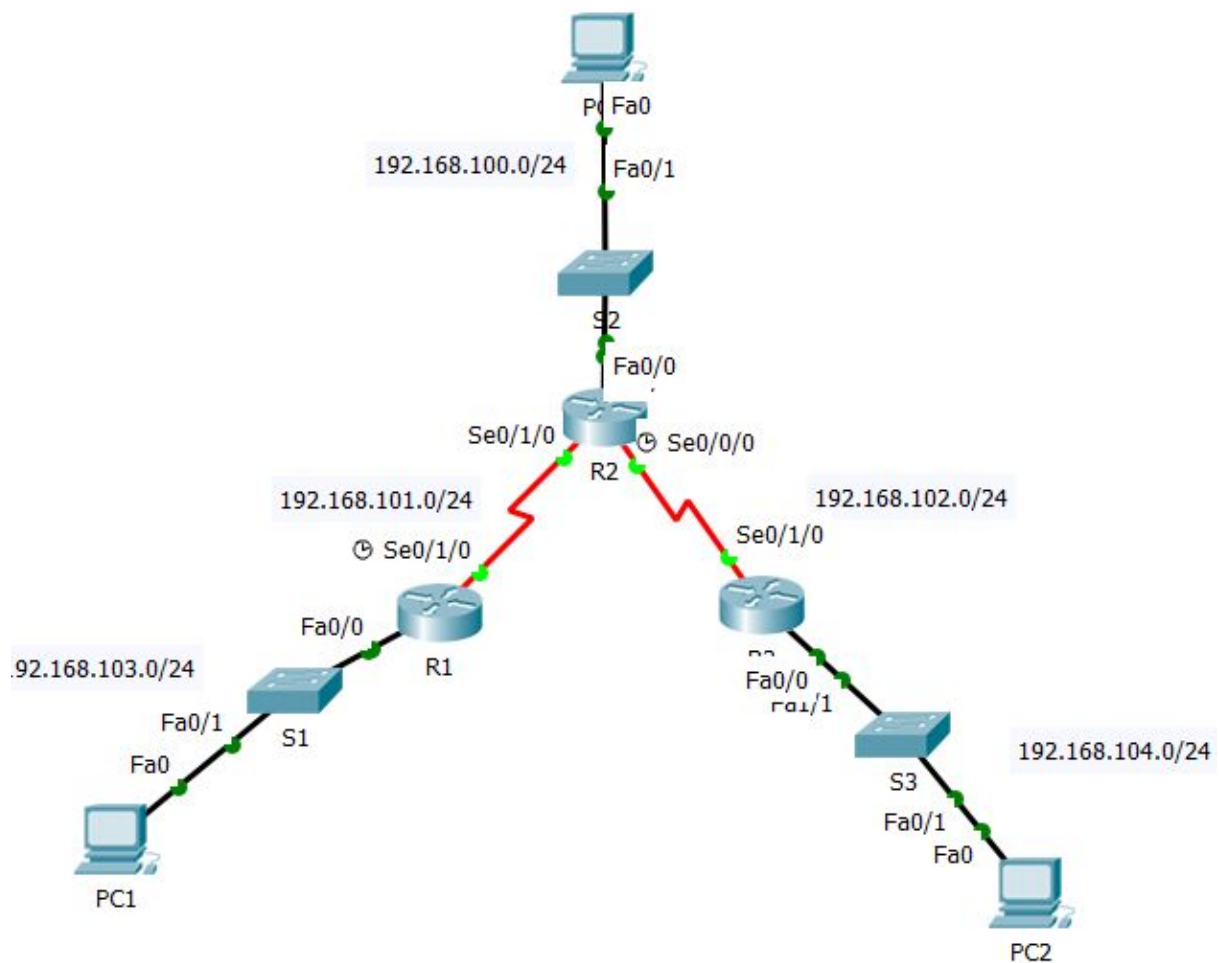 Fa0
192.168.100.0/24
Fa0/1
S2
Fa0/0
Se0/1/0
Se0/0/0
R2
192.168.101.0/24
192.168.102.0/24
Se0/1/0
Se0/1/0
Fa0/0
R1
92.168.103.0/24
Fa0/0
Fa0/1
S1
192.168.104.0/24
Fa0
S3
Fa0/1
Fa0
PC1
PC2